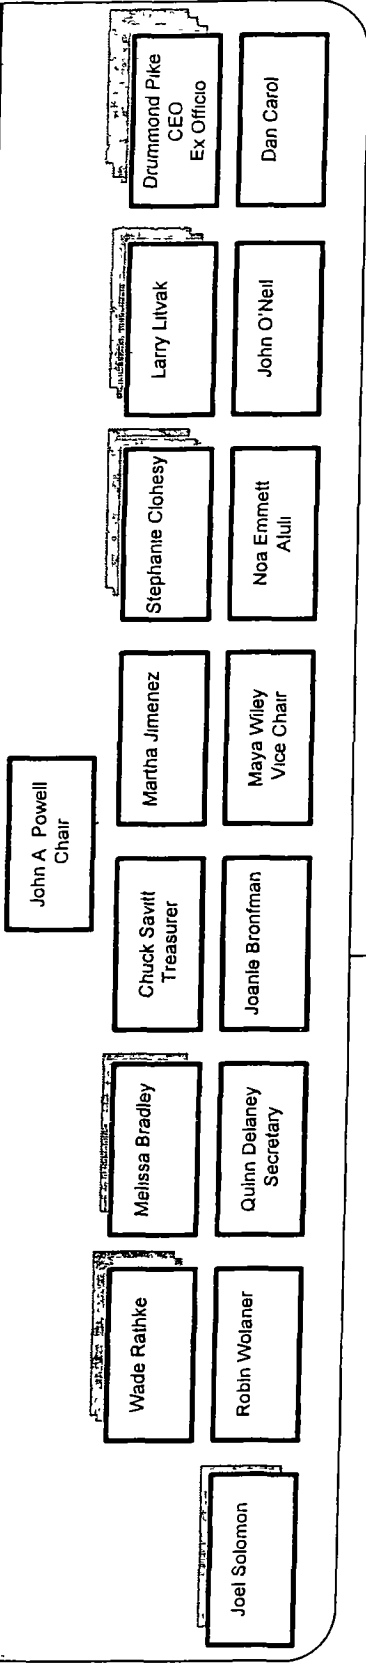 John A Powell
Chair
Wade Rathke
Melissa Bradley
Chuck Savitt
Treasurer
Martha Jimenez
Stephanie Clohesy
Larry Litvak
Drummond Pike
CEO
Ex Officio
Joel Solomon
Robin Wolaner
Quinn Delaney
Secretary
Joanie Bronfman
Maya Wiley
Vice Chair
Noa Emmett
Aluli
John O'Neil
Dan Carol